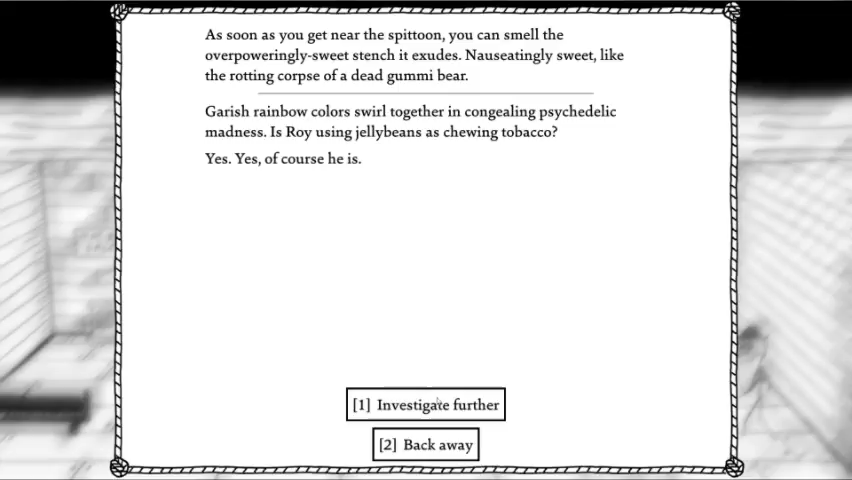 As soon as you get near the spittoon, you can smell the
overpoweringly-sweet stench it exudes. Nauseatingly sweet, like
the rotting corpse of a dead gummi bear.
Garish rainbow colors swirl together in congealing psychedelic
madness. Is Roy using jellybeans as chewing tobacco?
Yes. Yes, of course he is.
[1] Investigate further
[2] Back away